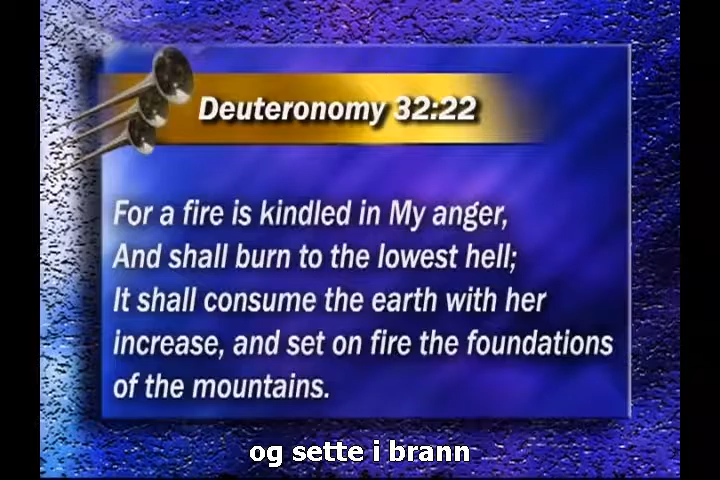 Deuteronomy 32:22
For a fire is kindled in My anger,
And shall burn to the lowest hell;
It shall consume the earth with her
increase, and set on fire the foundations
of the mountains.
og sette i brann